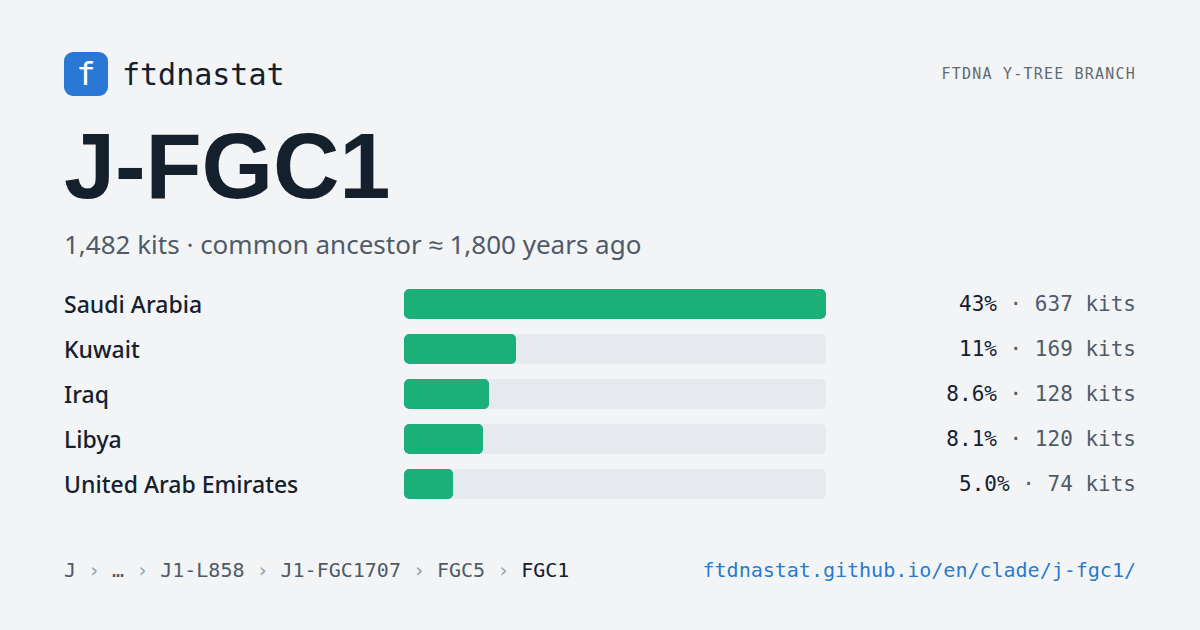 f ftdnastat
FTDNA Y-TREE BRANCH
J-FGC1
1,482 kits · common ancestor ≈ 1,800 years ago
Saudi Arabia 43% · 637 kits
Kuwait 11% · 169 kits
Iraq 8.6% · 128 kits
Libya 8.1% · 120 kits
United Arab Emirates 5.0% · 74 kits
J › … › J1-L858 › J1-FGC1707 › FGC5 › FGC1
ftdnastat.github.io/en/clade/j-fgc1/